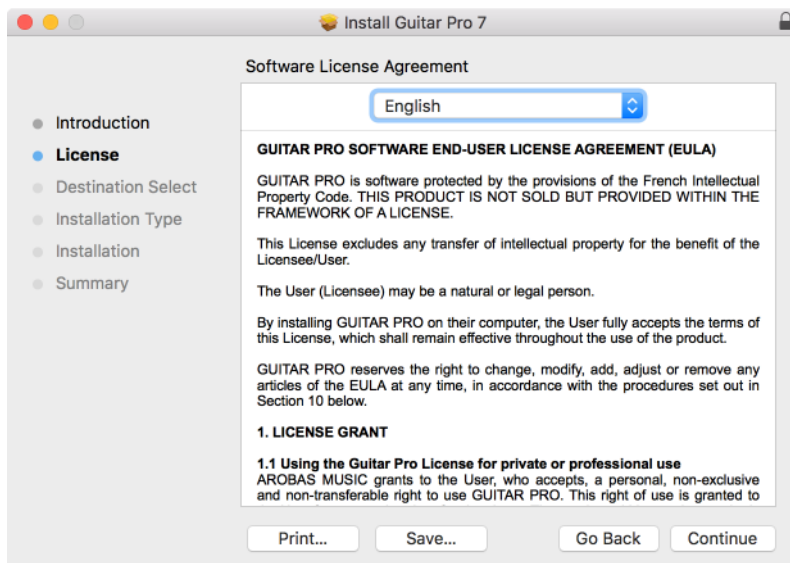 Install Guitar Pro 7
Software License Agreement
Introduction
License
Destination Select
Installation Type
Installation
Summary
English
GUITAR PRO SOFTWARE END-USER LICENSE AGREEMENT (EULA)
GUITAR PRO is software protected by the provisions of the French Intellectual
Property Code. THIS PRODUCT IS NOT SOLD BUT PROVIDED WITHIN THE
FRAMEWORK OF A LICENSE.
This License excludes any transfer of intellectual property for the benefit of the
Licensee/User.
The User (Licensee) may be a natural or legal person.
By installing GUITAR PRO on their computer, the User fully accepts the terms of
this License, which shall remain effective throughout the use of the product.
GUITAR PRO reserves the right to change, modify, add, adjust or remove any
articles of the EULA at any time, in accordance with the procedures set out in
Section 10 below.
1. LICENSE GRANT
1.1 Using the Guitar Pro License for private or professional use
AROBAS MUSIC grants to the User, who accepts, a personal, non-exclusive
and non-transferable right to use GUITAR PRO. This right of use is granted to
Print...
Save...
Go Back
Continue